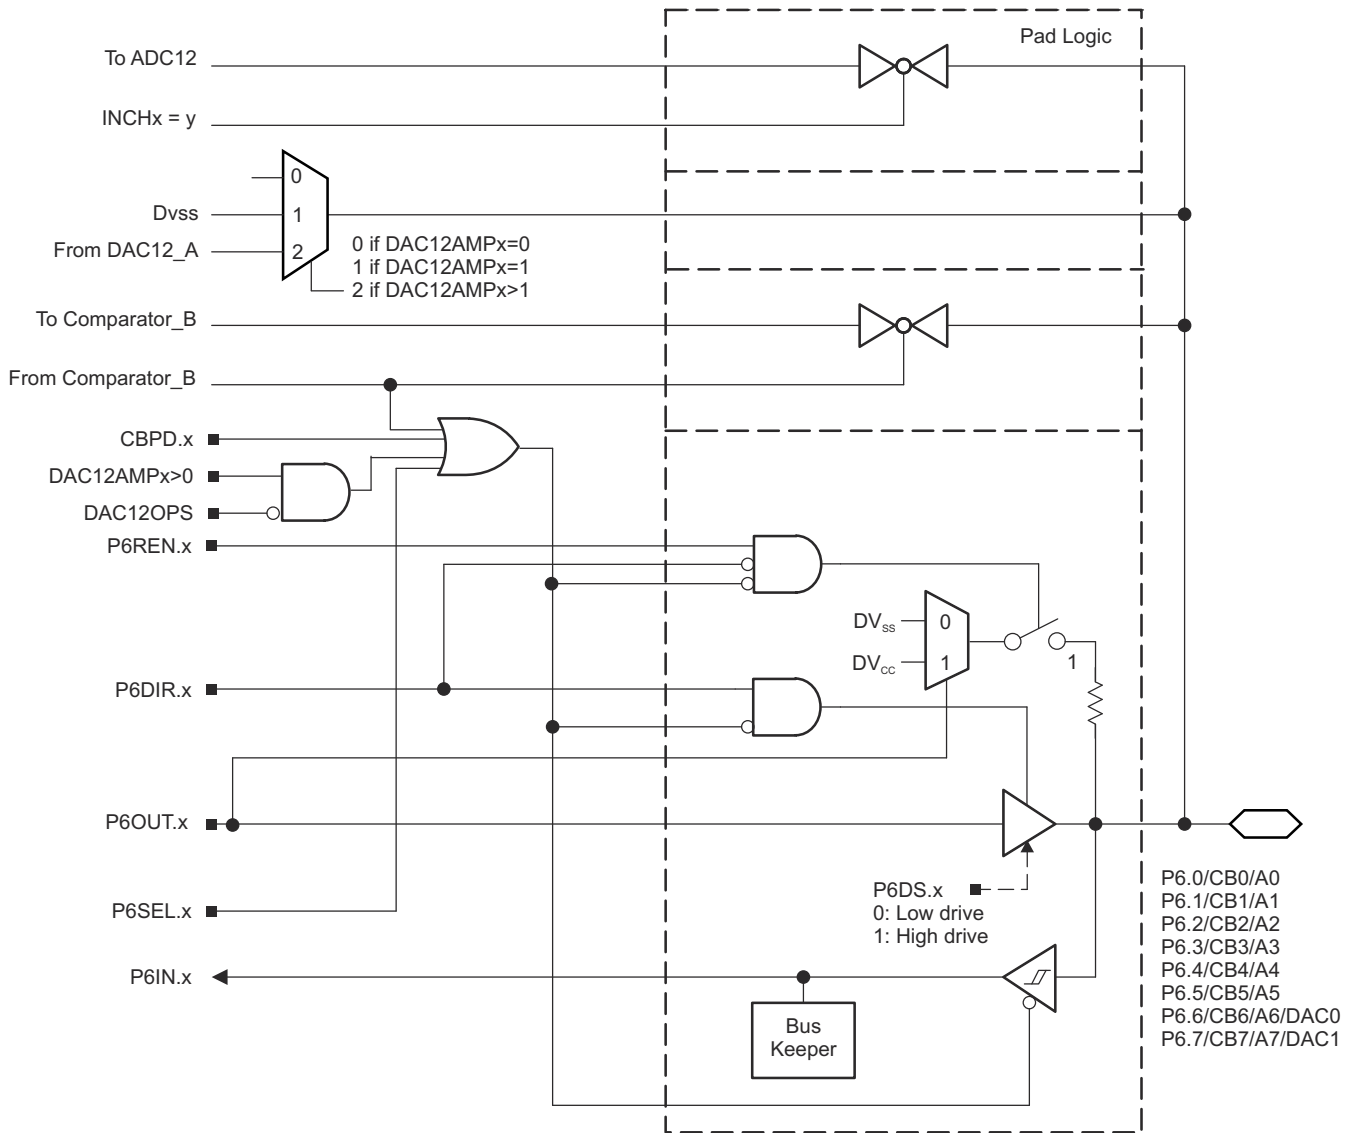 Pad Logic
To ADC12
INCHx = y
0
Dvss
1
From DAC12_A
2
0 if DAC12AMPx=0
1 if DAC12AMPx=1
2 if DAC12AMPx>1
To Comparator_B
From Comparator_B
CBPD.x
DAC12AMPx>0
DAC12OPS
P6REN.x
DVSS
0
DVCC
1
1
P6DIR.x
P6OUT.x
P6DS.x
0: Low drive
1: High drive
P6SEL.x
P6IN.x
Bus
Keeper
P6.0/CB0/A0
P6.1/CB1/A1
P6.2/CB2/A2
P6.3/CB3/A3
P6.4/CB4/A4
P6.5/CB5/A5
P6.6/CB6/A6/DAC0
P6.7/CB7/A7/DAC1